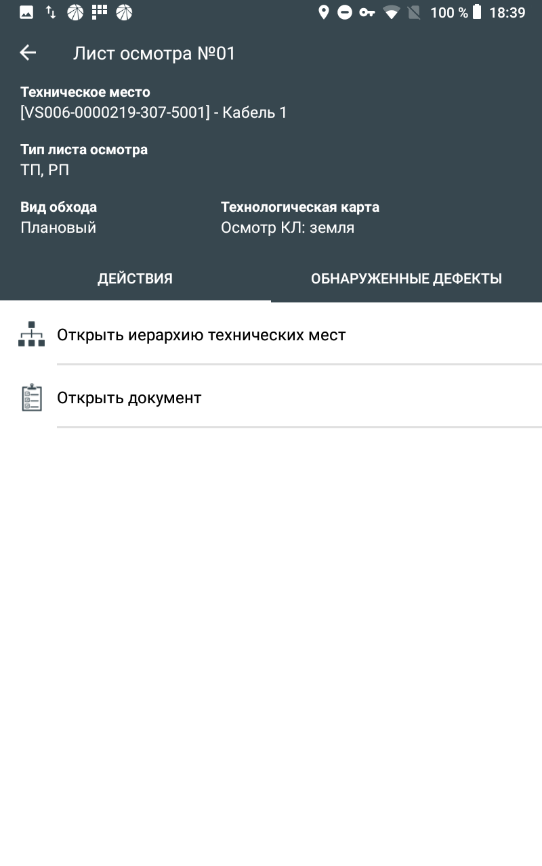 100 % 18:39
Лист осмотра №01
Техническое место
[VS006-0000219-307-5001] - Кабель 1
Тип листа осмотра
ТП, РП
Вид обхода Технологическая карта
Плановый Осмотр КЛ: земля
ДЕЙСТВИЯ ОБНАРУЖЕННЫЕ ДЕФЕКТЫ
Открыть иерархию технических мест
Открыть документ